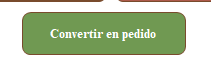 Convertir en pedido